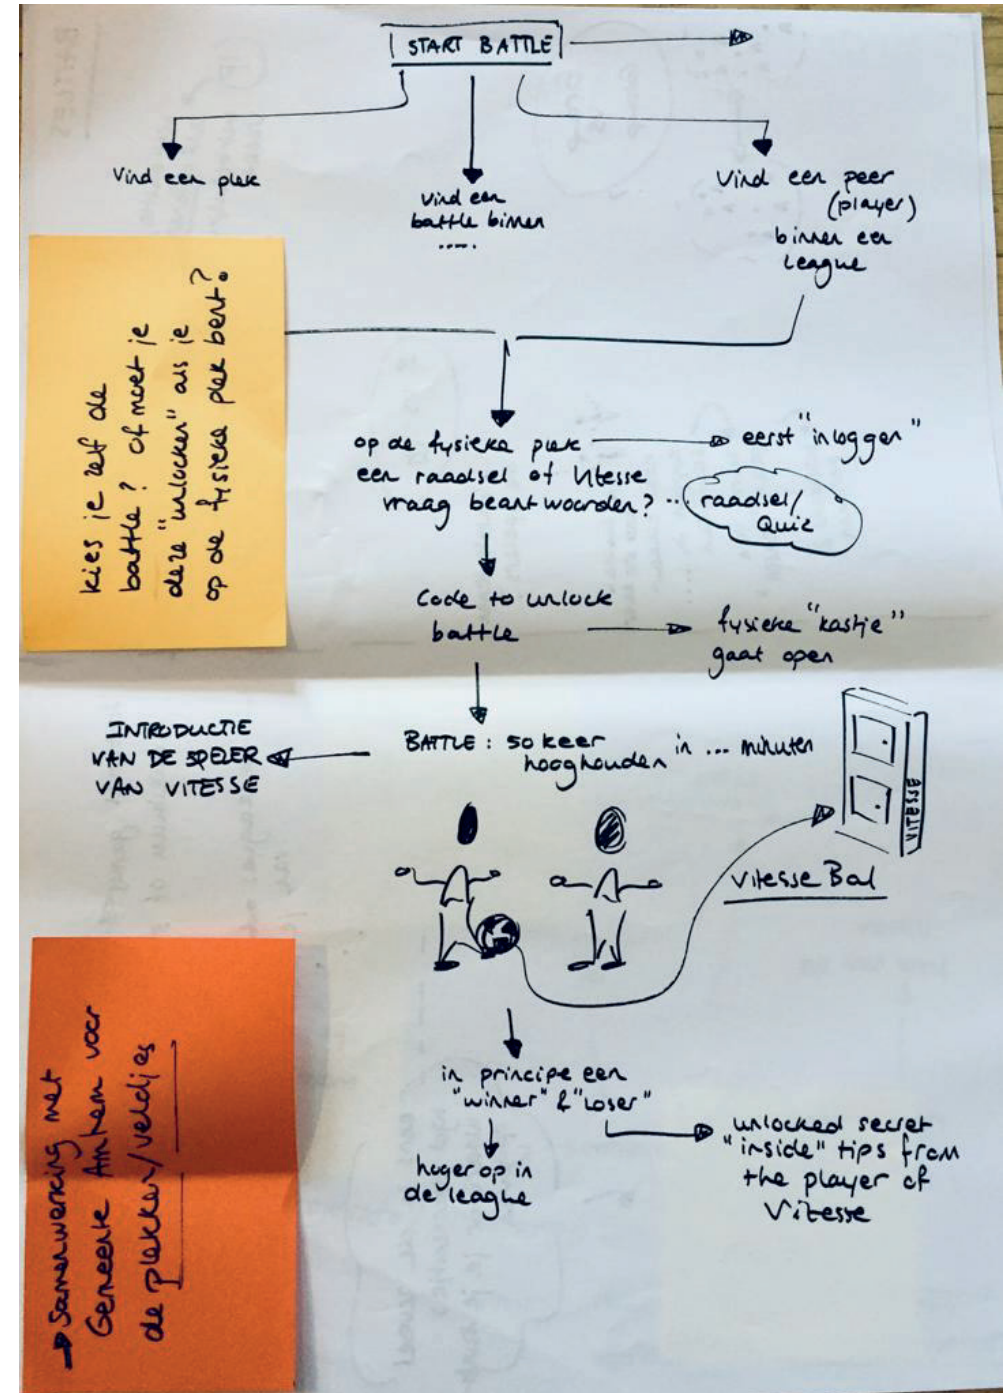 START BATTLE
Vind een plek
Vind een
battle binnen
.....
Vind een peer
(player)
binnen een
league
kies je zelf de
battle? of moet je
deze "unlocken" als je
op de fysieke plek bent?
op de fysieke plek
een raadsel of Vitesse
vraag beantwoorden?
eerst "inloggen"
raadsel/
Quiz
Code to unlock
battle
fysieke "kastje"
gaat open
INTRODUCTIE
VAN DE SPELER
VAN VITESSE
BATTLE: 50 keer
hooghouden in ... minuten
VITESSE
Vitesse Bal
Samenwerking met
Gemeente Arnhem voor
de plekken/veldjes
in principe een
"winner" & "loser"
hoger op in
de league
unlocked secret
"inside" tips from
the player of
Vitesse